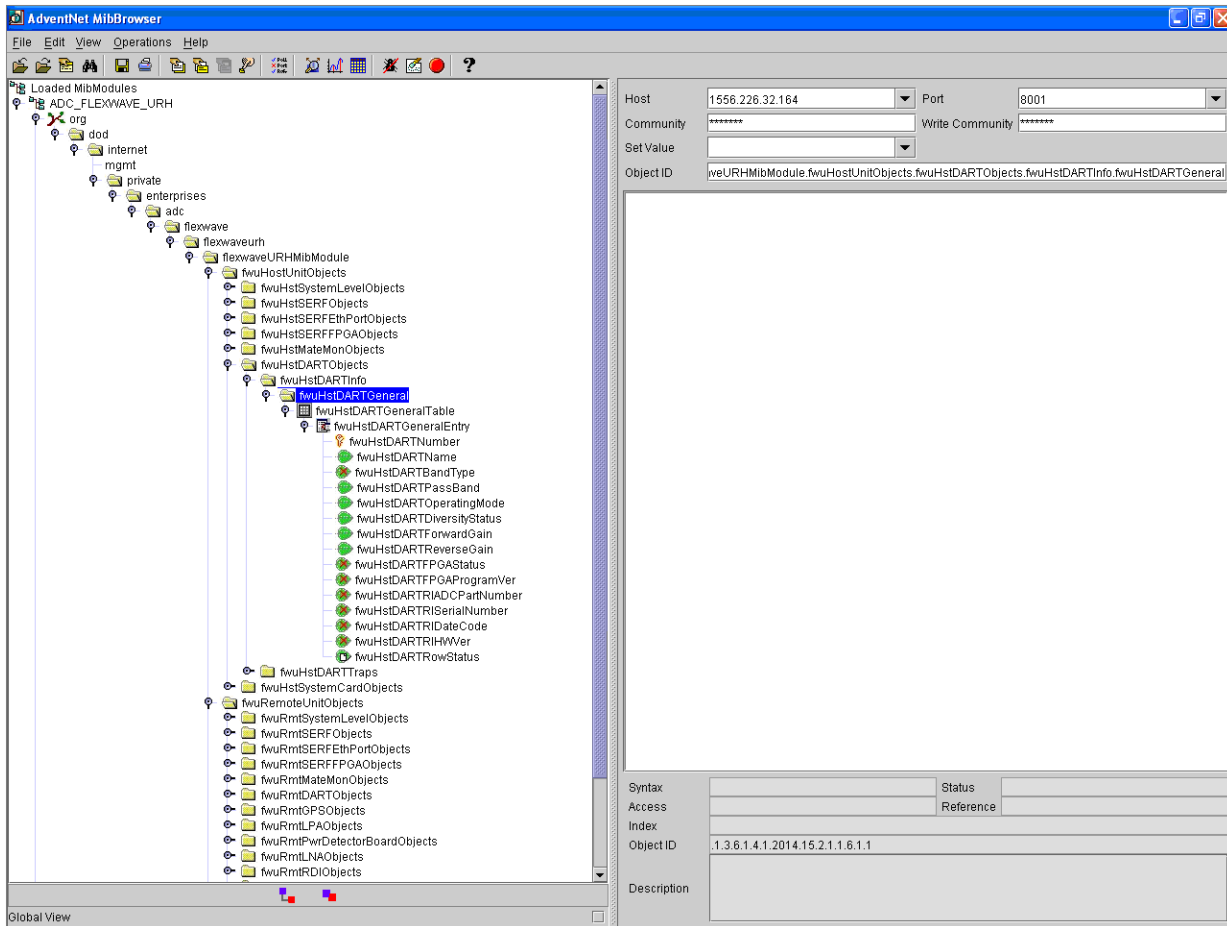 AdventNet MibBrowser
File Edit View Operations Help
Loaded MibModules
ADC_FLEXWAVE_URH
org
dod
internet
mgmt
private
enterprises
adc
flexwave
flexwaveurh
flexwaveURHMibModule
fwuHostUnitObjects
fwuHstSystemLevelObjects
fwuHstSERFObjects
fwuHstSERFEthPortObjects
fwuHstSERFFPGAObjects
fwuHstMateMonObjects
fwuHstDARTObjects
fwuHstDARTInfo
fwuHstDARTGeneral
fwuHstDARTGeneralTable
fwuHstDARTGeneralEntry
fwuHstDARTNumber
fwuHstDARTName
fwuHstDARTBandType
fwuHstDARTPassBand
fwuHstDARTOperatingMode
fwuHstDARTDiversityStatus
fwuHstDARTForwardGain
fwuHstDARTReverseGain
fwuHstDARTFPGAStatus
fwuHstDARTFPGAProgramVer
fwuHstDARTRIADCPartNumber
fwuHstDARTRISerialNumber
fwuHstDARTRIDateCode
fwuHstDARTRIHWVer
fwuHstDARTRowStatus
fwuHstDARTTraps
fwuHstSystemCardObjects
fwuRemoteUnitObjects
fwuRmtSystemLevelObjects
fwuRmtSERFObjects
fwuRmtSERFEthPortObjects
fwuRmtSERFFPGAObjects
fwuRmtMateMonObjects
fwuRmtDARTObjects
fwuRmtGPSObjects
fwuRmtLPAObjects
fwuRmtPwrDetectorBoardObjects
fwuRmtLNAObjects
fwuRmtRDIObjects
Global View
Host 1556.226.32.164 Port 8001
Community ******* Write Community *******
Set Value
Object ID veURHMibModule.fwuHostUnitObjects.fwuHstDARTObjects.fwuHstDARTInfo.fwuHstDARTGeneral
Syntax Status
Access Reference
Index
Object ID .1.3.6.1.4.1.2014.15.2.1.1.6.1.1
Description